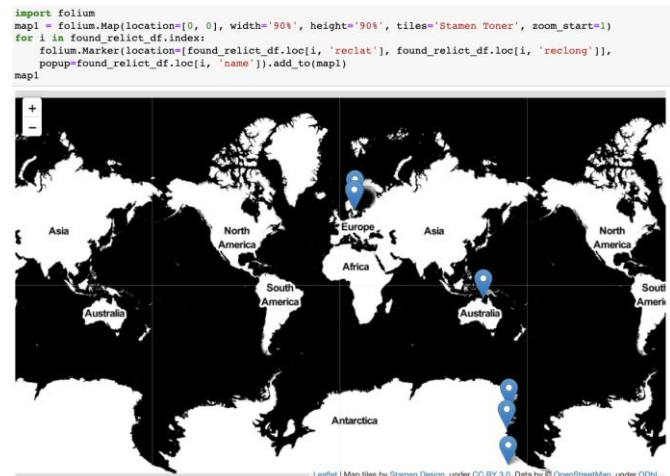 import folium
map1 = folium.Map(location=[0, 0], width='90%', height='90%', tiles='Stamen Toner', zoom_start=1)
for i in found_relict_df.index:
    folium.Marker(location=[found_relict_df.loc[i, 'reclat'], found_relict_df.loc[i, 'reclong']],
    popup=found_relict_df.loc[i, 'name']).add_to(map1)
map1
+
−
Asia
North
America
Europe
Asia
North
America
Africa
South
America
South
Ameri
Australia
Australia
Antarctica
Leaflet | Map tiles by Stamen Design, under CC BY 3.0. Data by © OpenStreetMap, under ODbL